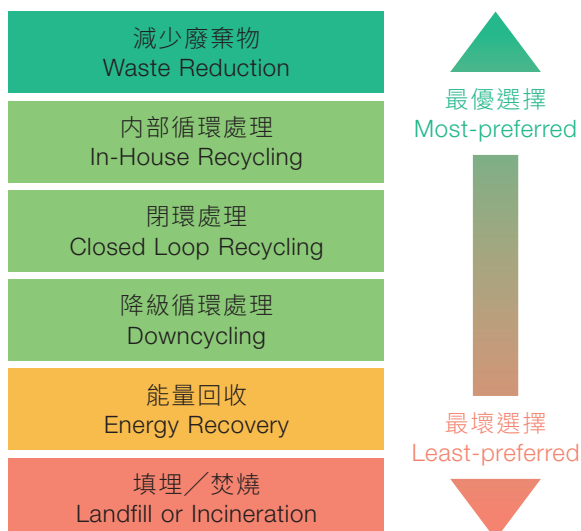 減少廢棄物
Waste Reduction
内部循環處理
In-House Recycling
閉環處理
Closed Loop Recycling
降級循環處理
Downcycling
能量回收
Energy Recovery
填埋／焚燒
Landfill or Incineration
最優選擇
Most-preferred
最壞選擇
Least-preferred